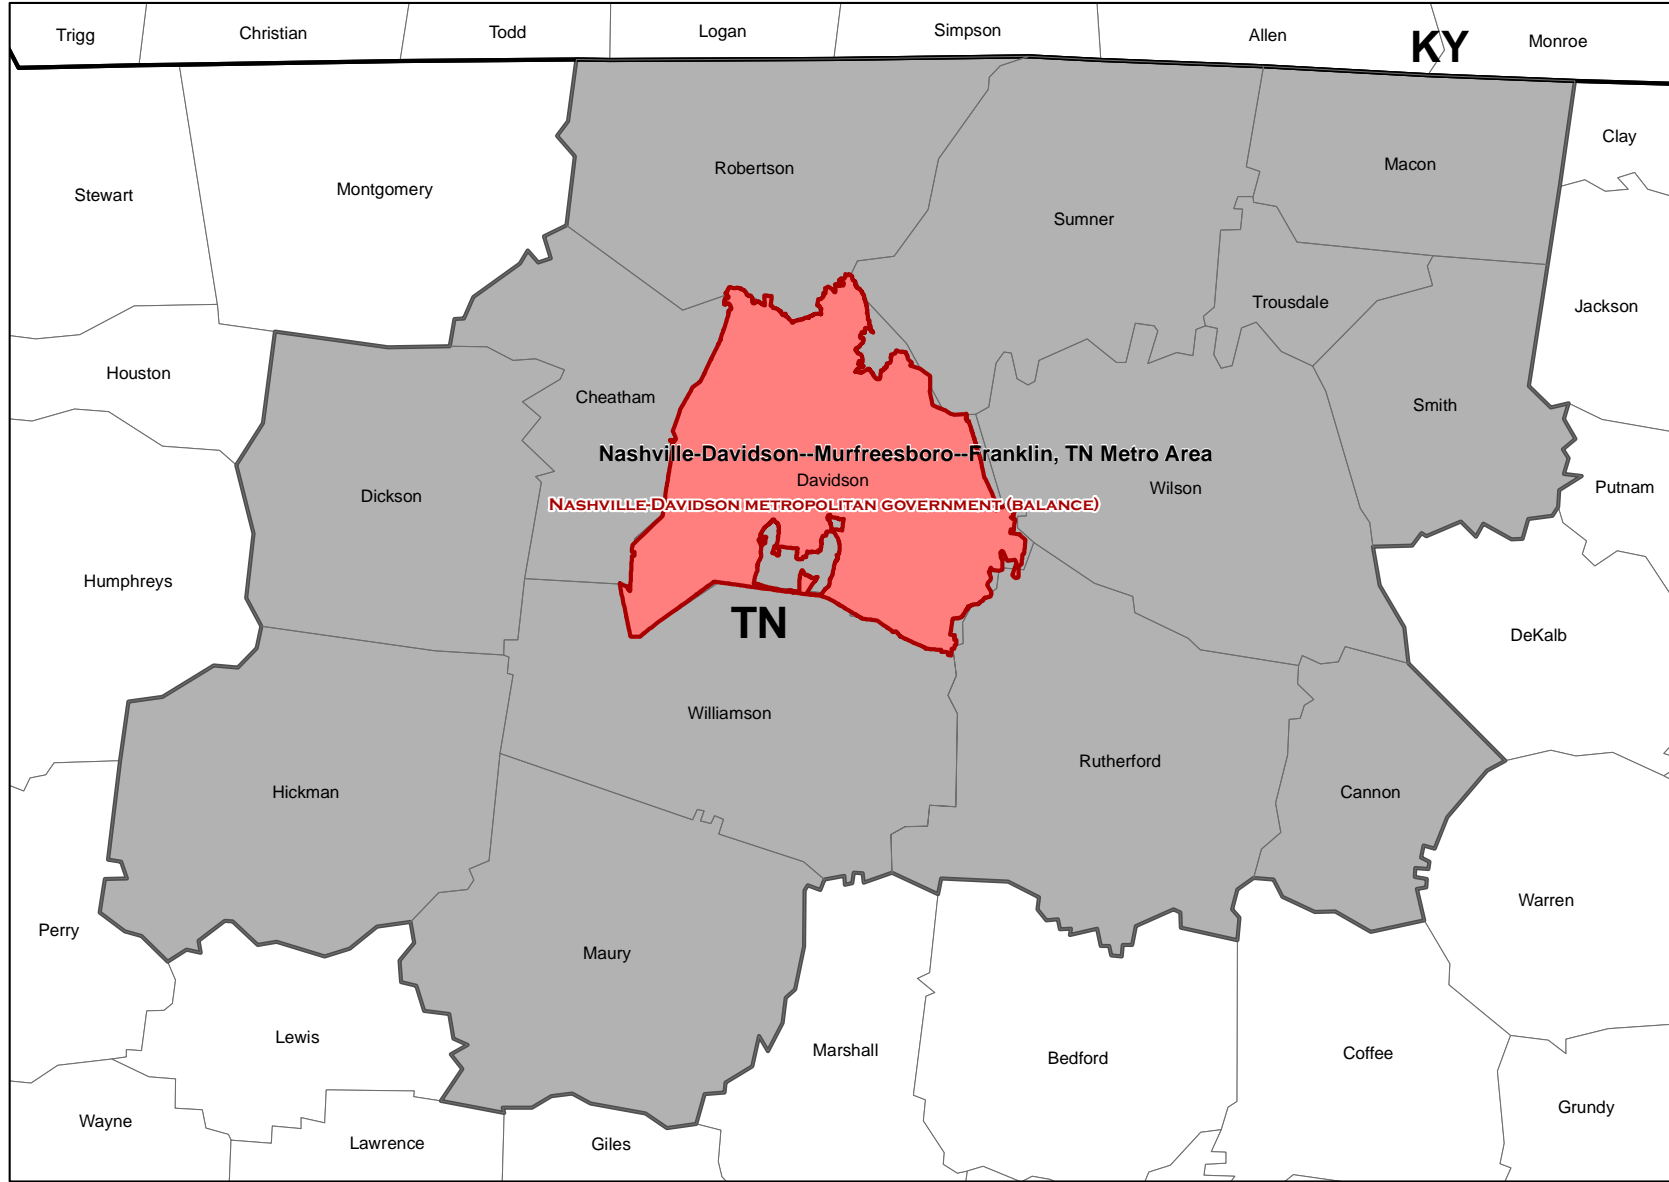 Trigg
Christian
Todd
Logan
Simpson
Allen
KY
Monroe
Clay
Macon
Robertson
Montgomery
Stewart
Sumner
Trousdale
Jackson
Houston
Cheatham
Smith
Nashville-Davidson--Murfreesboro--Franklin, TN Metro Area
Davidson
Wilson
Putnam
Dickson
NASHVILLE-DAVIDSON METROPOLITAN GOVERNMENT (BALANCE)
Humphreys
TN
DeKalb
Williamson
Rutherford
Hickman
Cannon
Warren
Perry
Maury
Lewis
Marshall
Bedford
Coffee
Grundy
Wayne
Lawrence
Giles